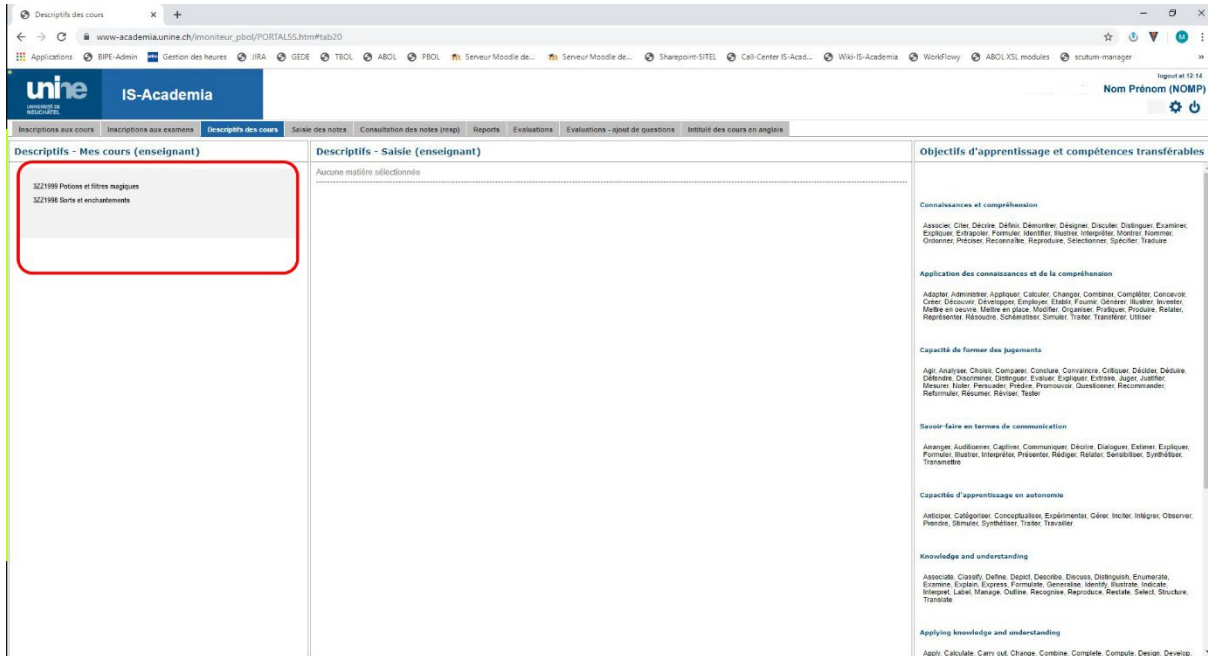 Descriptifs des cours
www-academia.unine.ch/imoniteur_pbol/PORTAL55.htm#tab20
Applications BIPE-Admin Gestion des heures JIRA GEDE TBOL ABOL PBOL Serveur Moodle de... Serveur Moodle de... Sharepoint-SITEL Call-Center IS-Acad... Wiki-IS-Academia WorkFlowy ABOL XSL modules scutum-manager »
logout at 12:14
unine
UNIVERSITÉ DE
NEUCHÂTEL
IS-Academia
Nom Prénom (NOMP)
Inscriptions aux cours Inscriptions aux examens Descriptifs des cours Saisie des notes Consultation des notes (resp) Reports Evaluations Evaluations - ajout de questions Intitulé des cours en anglais
Descriptifs - Mes cours (enseignant)
3ZZ1999 Potions et filtres magiques
3ZZ1998 Sorts et enchantements
Descriptifs - Saisie (enseignant)
Aucune matière sélectionnée
Objectifs d'apprentissage et compétences transférables
Connaissances et compréhension
Associer, Citer, Décrire, Définir, Démontrer, Désigner, Discuter, Distinguer, Examiner,
Expliquer, Extrapoler, Formuler, Identifier, Illustrer, Interpréter, Montrer, Nommer,
Ordonner, Préciser, Reconnaître, Reproduire, Sélectionner, Spécifier, Traduire
Application des connaissances et de la compréhension
Adapter, Administrer, Appliquer, Calculer, Changer, Combiner, Compléter, Concevoir,
Créer, Découvrir, Développer, Employer, Etablir, Fournir, Générer, Illustrer, Inventer,
Mettre en oeuvre, Mettre en place, Modifier, Organiser, Pratiquer, Produire, Relater,
Représenter, Résoudre, Schématiser, Simuler, Traiter, Transférer, Utiliser
Capacité de former des jugements
Agir, Analyser, Choisir, Comparer, Conclure, Convaincre, Critiquer, Décider, Déduire,
Défendre, Discriminer, Distinguer, Evaluer, Expliquer, Extraire, Juger, Justifier,
Mesurer, Noter, Persuader, Prédire, Promouvoir, Questionner, Recommander,
Reformuler, Résumer, Réviser, Tester
Savoir-faire en termes de communication
Arranger, Auditionner, Captiver, Communiquer, Décrire, Dialoguer, Estimer, Expliquer,
Formuler, Illustrer, Interpréter, Présenter, Rédiger, Relater, Sensibiliser, Synthétiser,
Transmettre
Capacités d'apprentissage en autonomie
Anticiper, Catégoriser, Conceptualiser, Expérimenter, Gérer, Inciter, Intégrer, Observer,
Prendre, Stimuler, Synthétiser, Traiter, Travailler
Knowledge and understanding
Associate, Classify, Define, Depict, Describe, Discuss, Distinguish, Enumerate,
Examine, Explain, Express, Formulate, Generalise, Identify, Illustrate, Indicate,
Interpret, Label, Manage, Outline, Recognise, Reproduce, Restate, Select, Structure,
Translate
Applying knowledge and understanding
Apply, Calculate, Carry out, Change, Combine, Complete, Compute, Design, Develop,